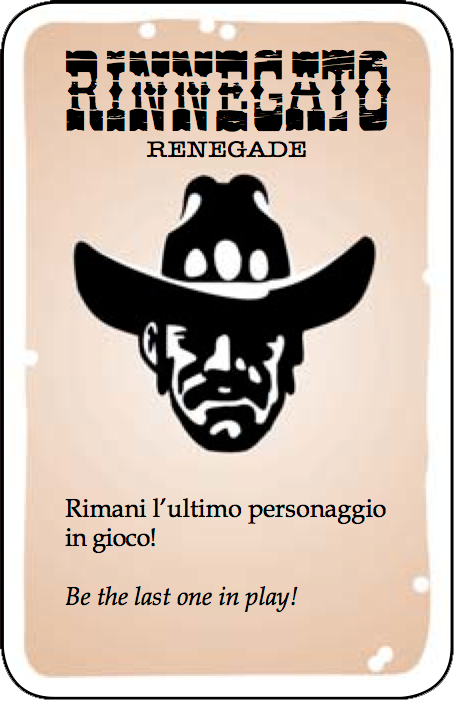 RINNEGATO
RENEGADE
Rimani l'ultimo personaggio
in gioco!
Be the last one in play!